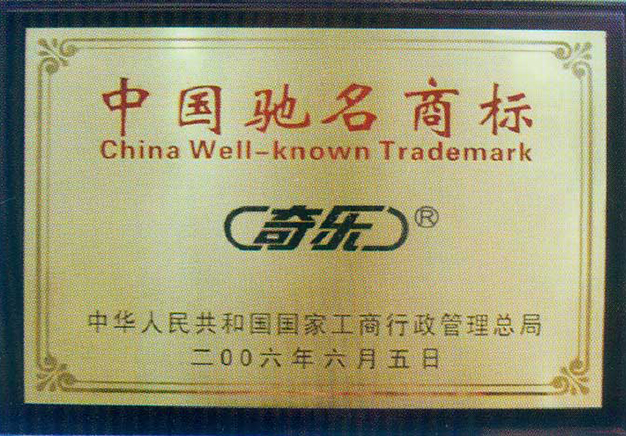 中国驰名商标
China Well-known Trademark
奇乐®
中华人民共和国国家工商行政管理总局
二00六年六月五日